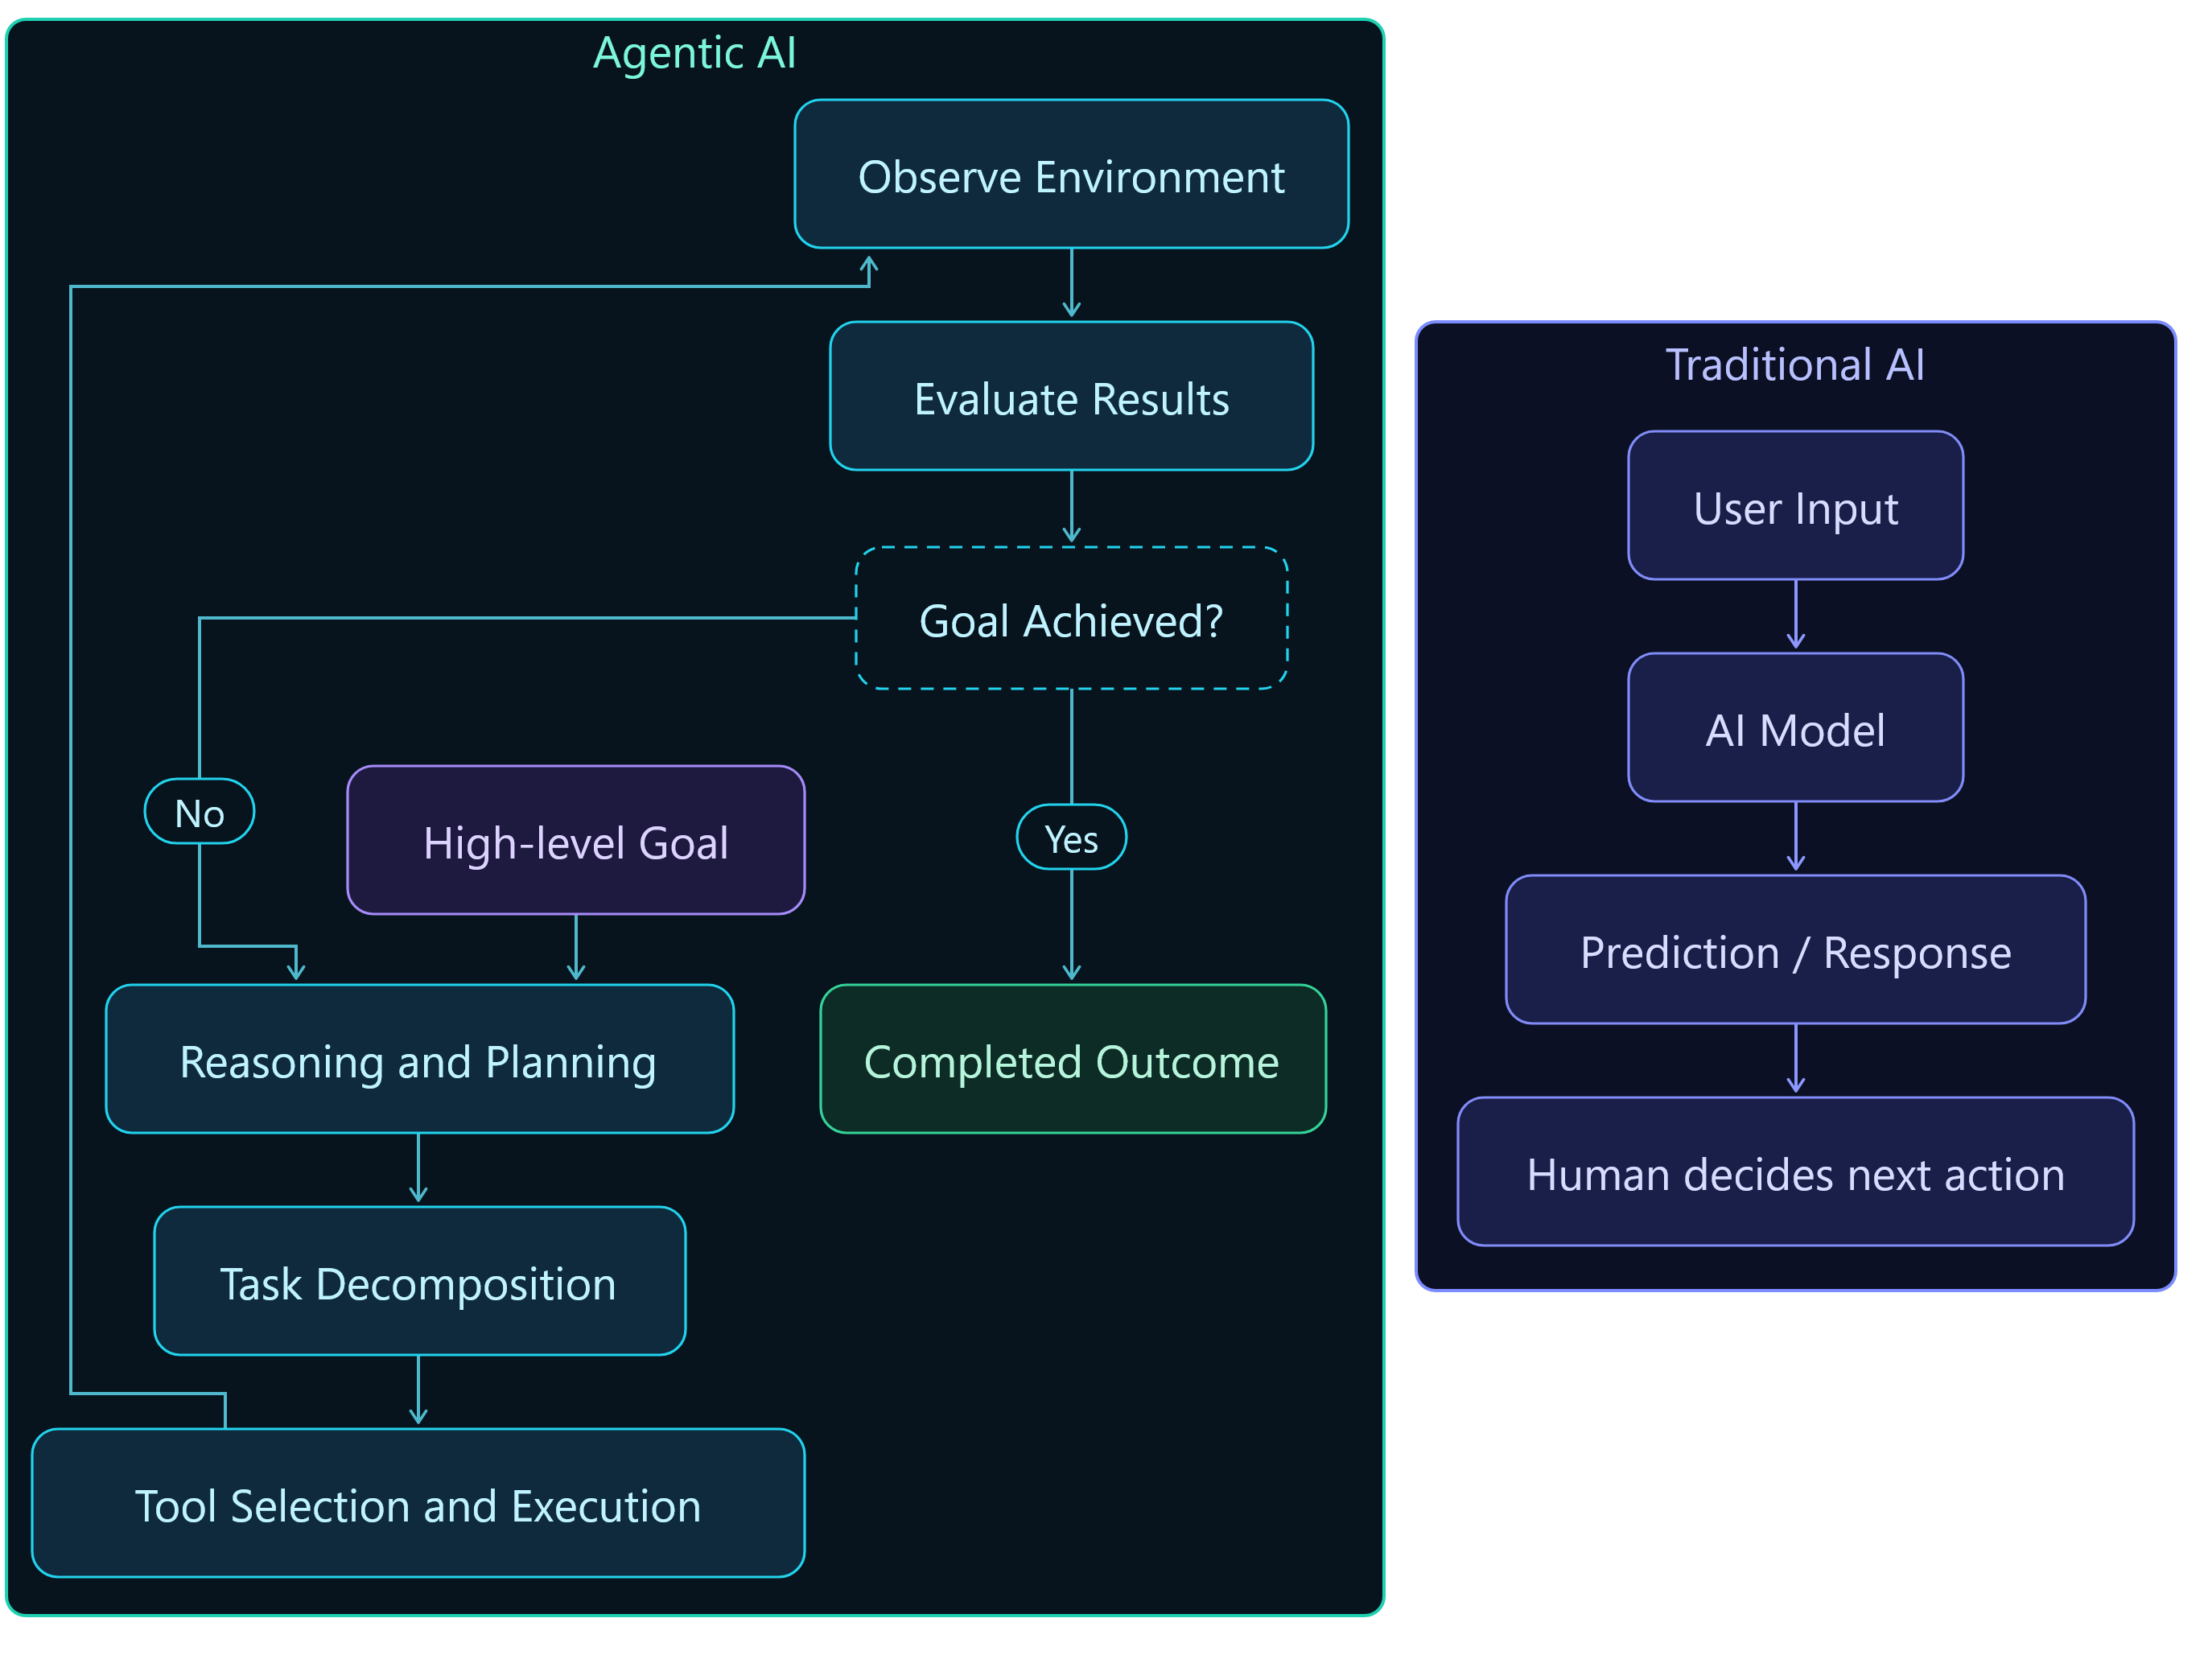 Agentic AI
Observe Environment
Evaluate Results
Goal Achieved?
No
High-level Goal
Yes
Reasoning and Planning
Completed Outcome
Task Decomposition
Tool Selection and Execution
Traditional AI
User Input
AI Model
Prediction / Response
Human decides next action